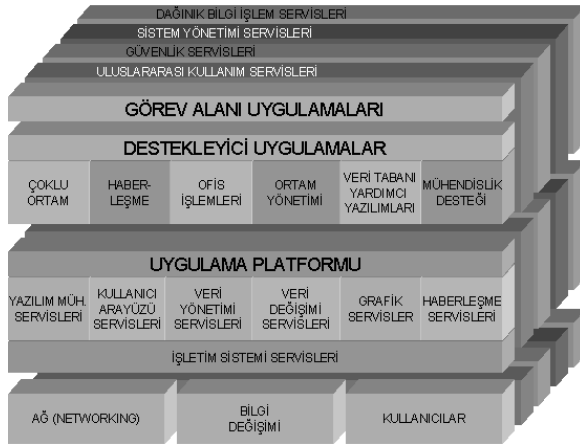 DAĞINIK BİLGİ İŞLEM SERVİSLERİ
SİSTEM YÖNETİMİ SERVİSLERİ
GÜVENLİK SERVİSLERİ
ULUSLARARASI KULLANIM SERVİSLERİ
GÖREV ALANI UYGULAMALARI
DESTEKLEYİCİ UYGULAMALAR
ÇOKLU
ORTAM
HABER-
LEŞME
OFİS
İŞLEMLERİ
ORTAM
YÖNETİMİ
VERİ TABANI
YARDIMCI
YAZILIMLARI
MÜHENDİSLİK
DESTEĞİ
UYGULAMA PLATFORMU
YAZILIM MÜH.
SERVİSLERİ
KULLANICI
ARAYÜZÜ
SERVİSLERİ
VERİ
YÖNETİMİ
SERVİSLERİ
VERİ
DEĞİŞİMİ
SERVİSLERİ
GRAFİK
SERVİSLER
HABERLEŞME
SERVİSLERİ
İŞLETİM SİSTEMİ SERVİSLERİ
AĞ (NETWORKING)
BİLGİ
DEĞİŞİMİ
KULLANICILAR